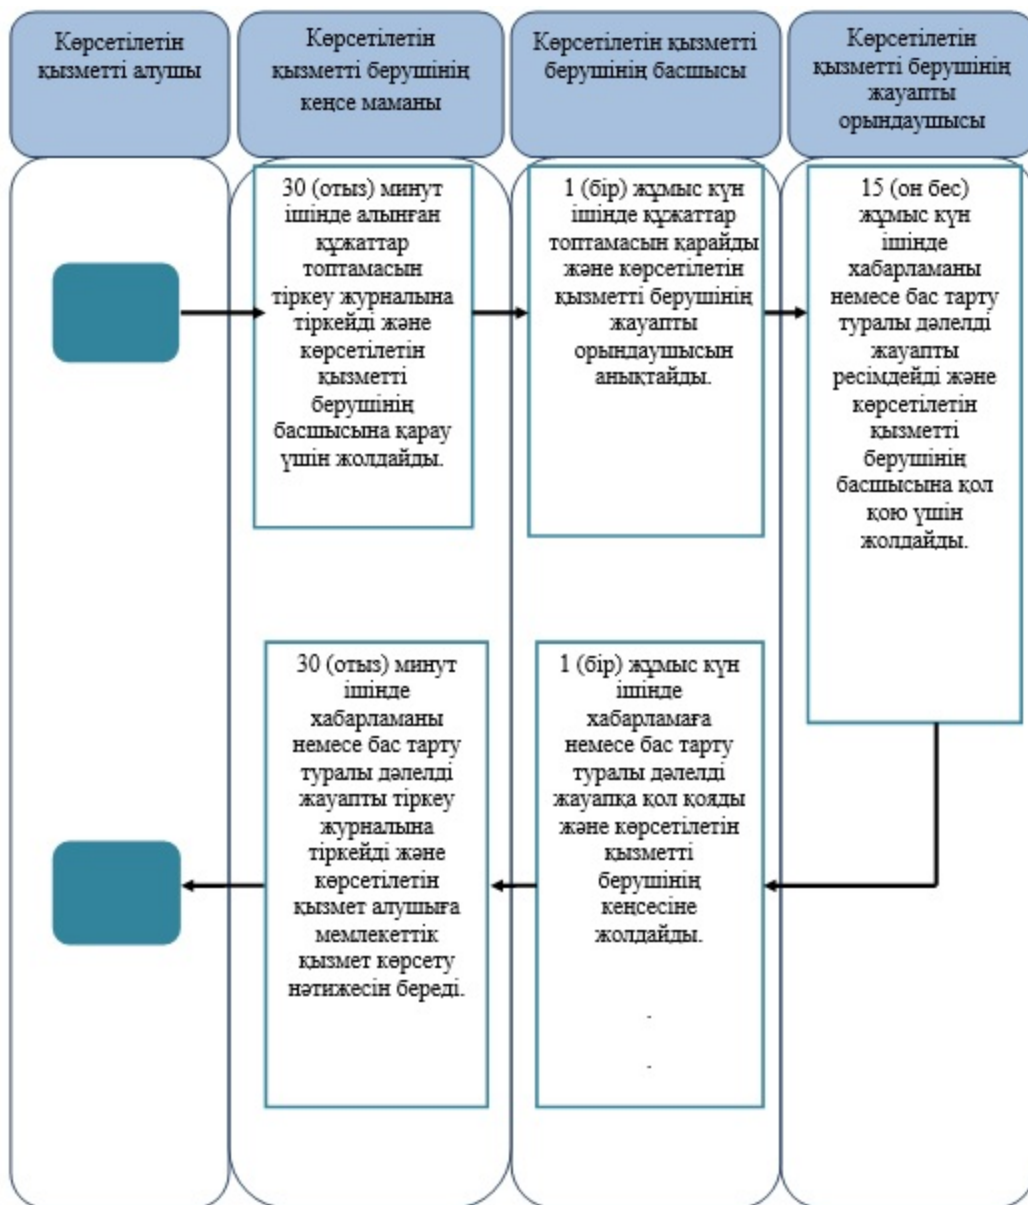 Көрсетілетін
қызметті алушы
Көрсетілетін
қызметті берушінің
кеңсе маманы
Көрсетілетін қызметті
берушінің басшысы
Көрсетілетін
қызметті берушінің
жауапты
орындаушысы
30 (отыз) минут
ішінде алынған
құжаттар
топтамасын
тіркеу журналына
тіркейді және
көрсетілетін
қызметті
берушінің
басшысына қарау
үшін жолдайды.
1 (бір) жұмыс күн
ішінде құжаттар
топтамасын қарайды
және көрсетілетін
қызметті берушінің
жауапты
орындаушысын
анықтайды.
15 (он бес)
жұмыс күн
ішінде
хабарламаны
немесе бас тарту
туралы дәлелді
жауапты
ресімдейді және
көрсетілетін
қызметті
берушінің
басшысына қол
қою үшін
жолдайды.
30 (отыз) минут
ішінде
хабарламаны
немесе бас тарту
туралы дәлелді
жауапты тіркеу
журналына
тіркейді және
көрсетілетін
қызмет алушыға
мемлекеттік
қызмет көрсету
нәтижесін береді.
1 (бір) жұмыс күн
ішінде
хабарламаға
немесе бас тарту
туралы дәлелді
жауапқа қол қояды
және көрсетілетін
қызметті
берушінің
кеңсесіне
жолдайды.
.
.